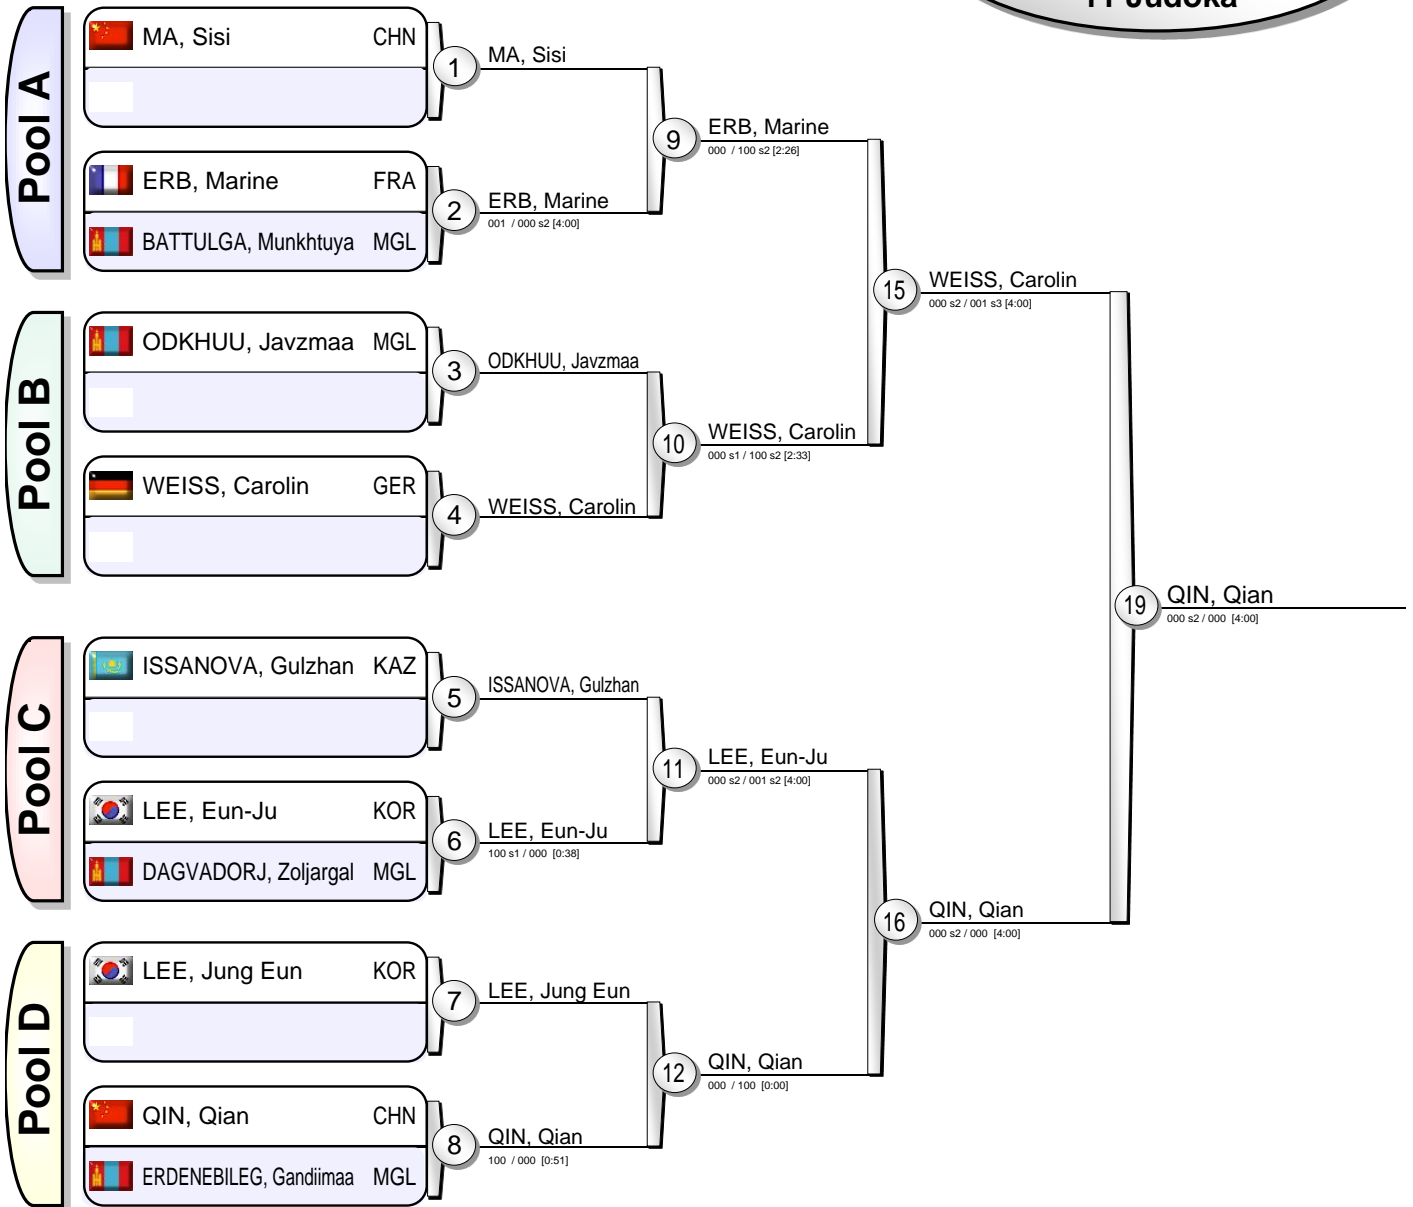 11 Judoka
Pool A
MA, Sisi CHN
ERB, Marine FRA
BATTULGA, Munkhtuya MGL
Pool B
ODKHUU, Javzmaa MGL
WEISS, Carolin GER
Pool C
ISSANOVA, Gulzhan KAZ
LEE, Eun-Ju KOR
DAGVADORJ, Zoljargal MGL
Pool D
LEE, Jung Eun KOR
QIN, Qian CHN
ERDENEBILEG, Gandiimaa MGL
1 MA, Sisi
2 ERB, Marine
001 / 000 s2 [4:00]
3 ODKHUU, Javzmaa
4 WEISS, Carolin
5 ISSANOVA, Gulzhan
6 LEE, Eun-Ju
100 s1 / 000 [0:38]
7 LEE, Jung Eun
8 QIN, Qian
100 / 000 [0:51]
9 ERB, Marine
000 / 100 s2 [2:26]
10 WEISS, Carolin
000 s1 / 100 s2 [2:33]
11 LEE, Eun-Ju
000 s2 / 001 s2 [4:00]
12 QIN, Qian
000 / 100 [0:00]
15 WEISS, Carolin
000 s2 / 001 s3 [4:00]
16 QIN, Qian
000 s2 / 000 [4:00]
19 QIN, Qian
000 s2 / 000 [4:00]